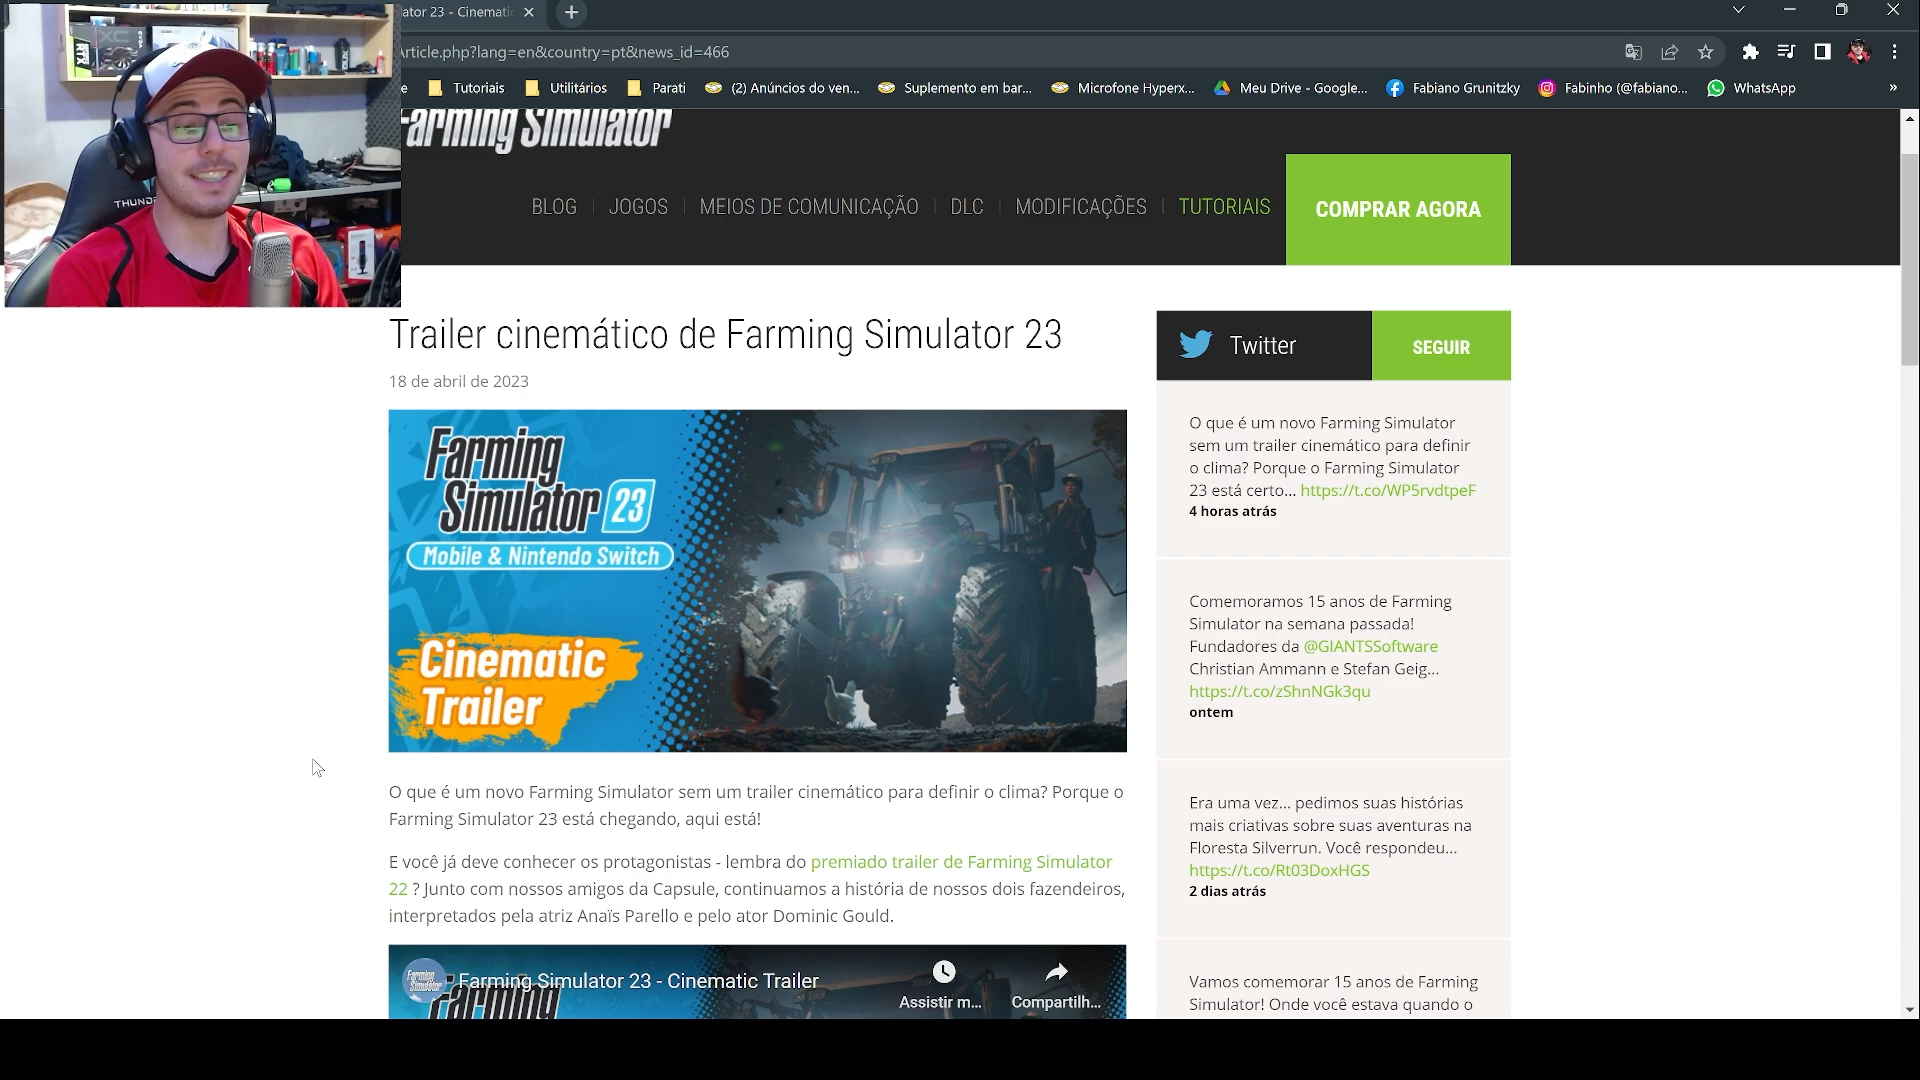 ator 23 - Cinemati
Article.php?lang=en&country=pt&news_id=466
e
Tutoriais
Utilitários
Parati
(2) Anúncios do ven...
Suplemento em bar...
Microfone Hyperx...
Meu Drive - Google...
Fabiano Grunitzky
Fabinho (@fabiano...
WhatsApp
»
Farming Simulator
BLOG
JOGOS
MEIOS DE COMUNICAÇÃO
DLC
MODIFICAÇÕES
TUTORIAIS
COMPRAR AGORA
RTX
THUND
Trailer cinemático de Farming Simulator 23
18 de abril de 2023
Farming
Simulator 23
Mobile & Nintendo Switch
Cinematic
Trailer
O que é um novo Farming Simulator sem um trailer cinemático para definir o clima? Porque o
Farming Simulator 23 está chegando, aqui está!
E você já deve conhecer os protagonistas - lembra do premiado trailer de Farming Simulator
22 ? Junto com nossos amigos da Capsule, continuamos a história de nossos dois fazendeiros,
interpretados pela atriz Anaïs Parello e pelo ator Dominic Gould.
Farming Simulator
Farming Simulator 23 - Cinematic Trailer
Assistir m...
Compartilh...
Farming
Twitter
SEGUIR
O que é um novo Farming Simulator
sem um trailer cinemático para definir
o clima? Porque o Farming Simulator
23 está certo... https://t.co/WP5rvdtpeF
4 horas atrás
Comemoramos 15 anos de Farming
Simulator na semana passada!
Fundadores da @GIANTSSoftware
Christian Ammann e Stefan Geig...
https://t.co/zShnNGk3qu
ontem
Era uma vez... pedimos suas histórias
mais criativas sobre suas aventuras na
Floresta Silverrun. Você respondeu...
https://t.co/Rt03DoxHGS
2 dias atrás
Vamos comemorar 15 anos de Farming
Simulator! Onde você estava quando o